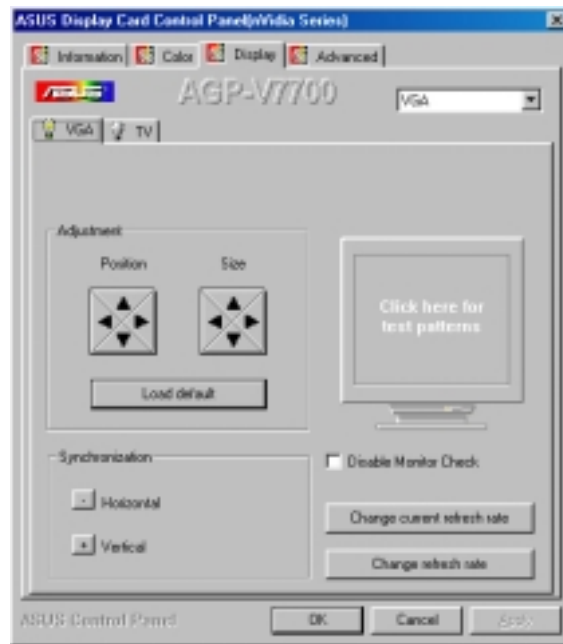 ASUS Display Card Control Panel(nVidia Series)
Information Color Display Advanced
ASUS AGP-V7700 VGA
VGA TV
Adjustment
Position Size
Click here for
test patterns
Load default
Synchronization
Disable Monitor Check
- Horizontal
Change current refresh rate
+ Vertical
Change refresh rate
ASUS Control Panel OK Cancel Apply